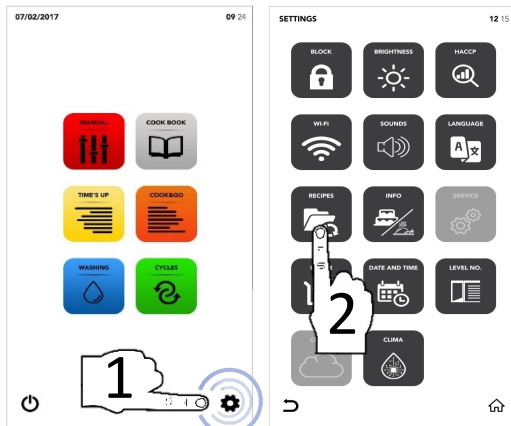 07/02/2017
09 24
MANUAL
COOK BOOK
TIME'S UP
COOK&GO
WASHING
CYCLES
1
SETTINGS
12 15
BLOCK
BRIGHTNESS
HACCP
WI-FI
SOUNDS
LANGUAGE
RECIPES
INFO
SERVICE
DATE AND TIME
LEVEL NO.
2
CLIMA